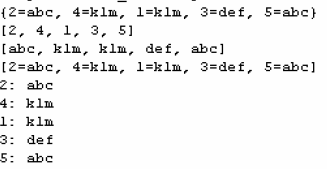 {2=abc, 4=klm, 1=klm, 3=def, 5=abc}
[2, 4, 1, 3, 5]
[abc, klm, klm, def, abc]
[2=abc, 4=klm, 1=klm, 3=def, 5=abc]
2: abc
4: klm
1: klm
3: def
5: abc